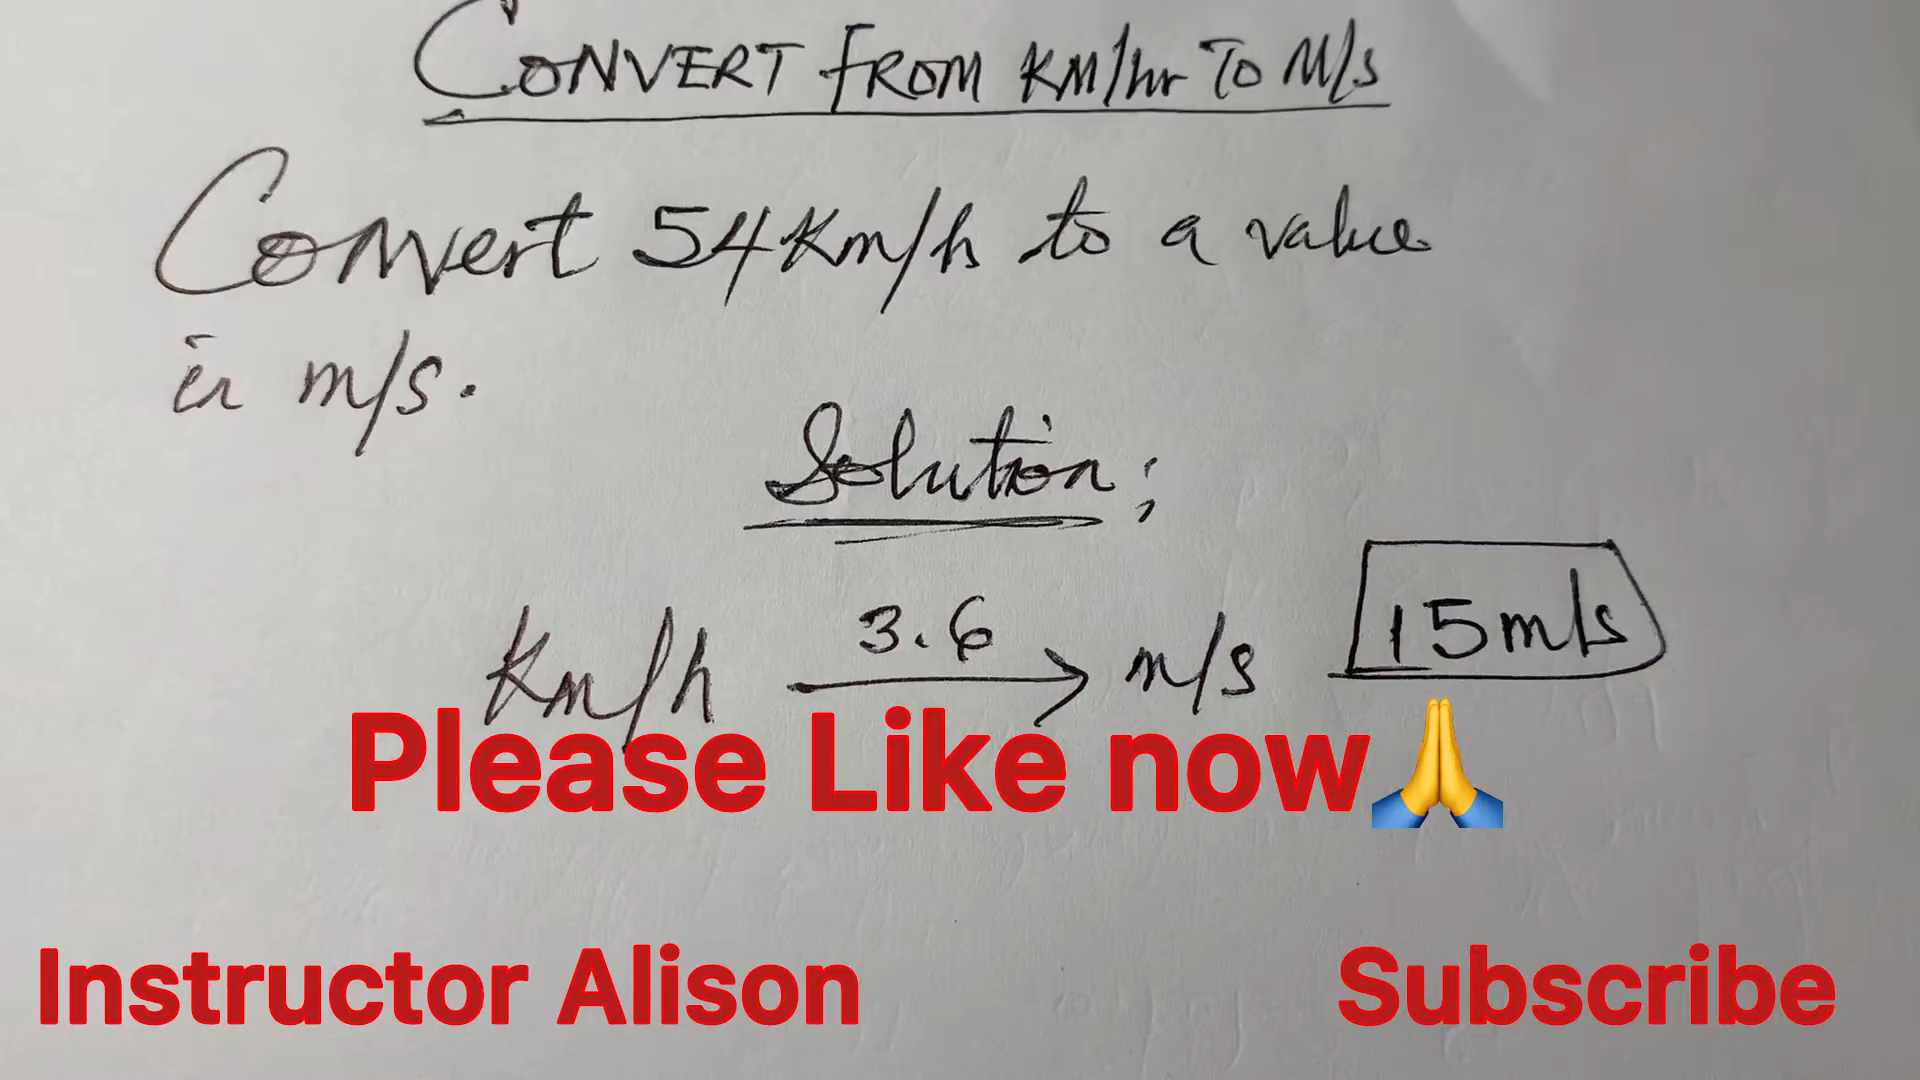 CONVERT FROM KM/hr TO M/s
Convert 54Km/h to a value
in m/s.
Solution;
Km/h 3.6 m/s 15m/s
Please Like now🙏
Instructor Alison
Subscribe